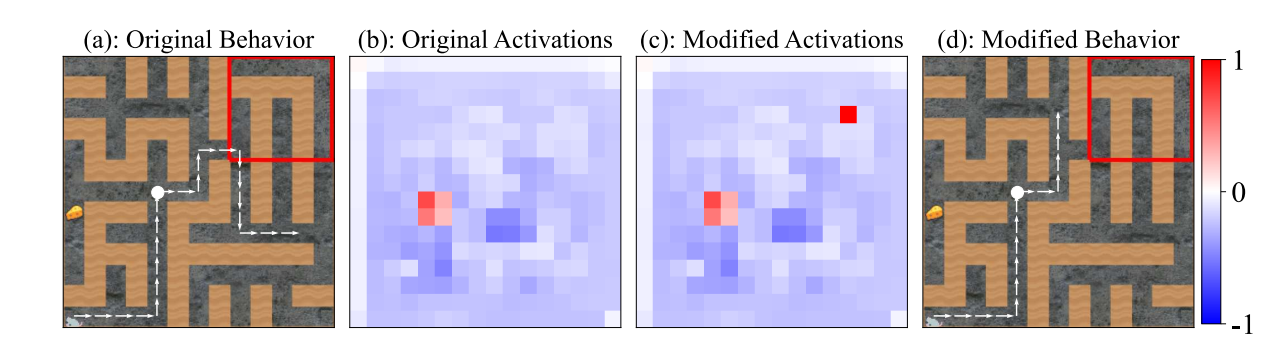 (a): Original Behavior
(b): Original Activations
(c): Modified Activations
(d): Modified Behavior
1
0
-1